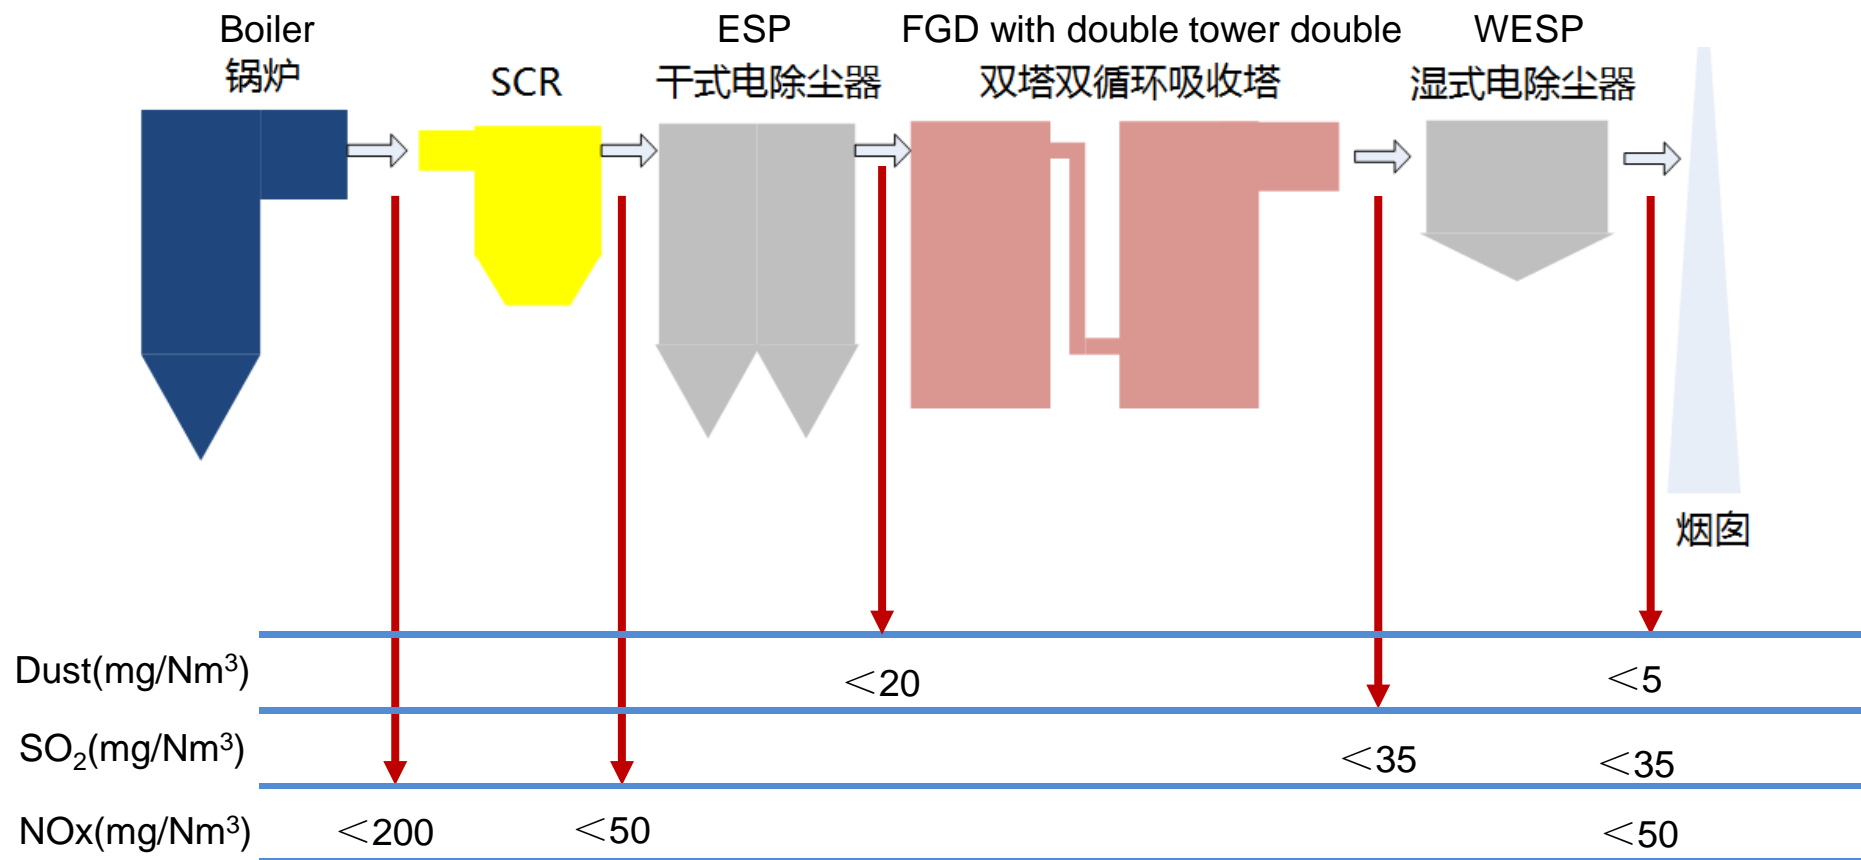 Boiler
锅炉
SCR
ESP
干式电除尘器
FGD with double tower double
双塔双循环吸收塔
WESP
湿式电除尘器
烟囱
Dust(mg/Nm³)
<20
<5
SO₂(mg/Nm³)
<35
<35
NOx(mg/Nm³)
<200
<50
<50